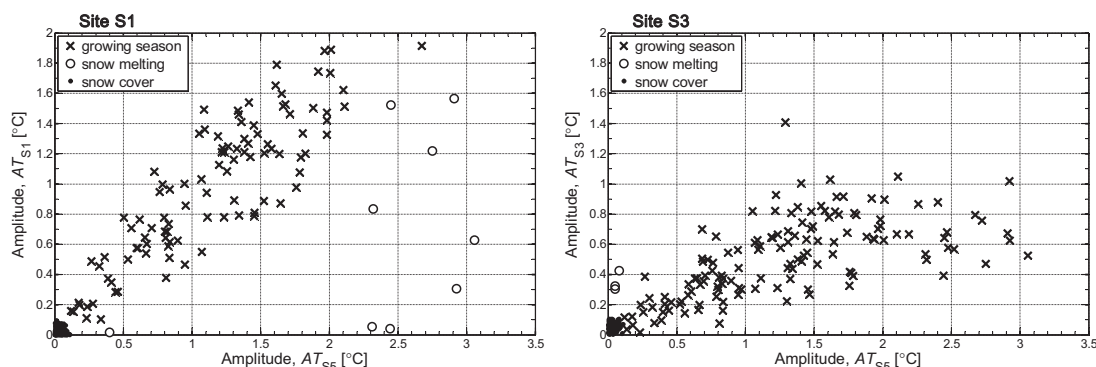 Site S1
2
1.8
1.6
1.4
1.2
1
0.8
0.6
0.4
0.2
0
Amplitude, AT_S1 [°C]
growing season
snow melting
snow cover
0 0.5 1 1.5 2 2.5 3 3.5
Amplitude, AT_S5 [°C]
Site S3
2
1.8
1.6
1.4
1.2
1
0.8
0.6
0.4
0.2
0
Amplitude, AT_S3 [°C]
growing season
snow melting
snow cover
0 0.5 1 1.5 2 2.5 3 3.5
Amplitude, AT_S5 [°C]